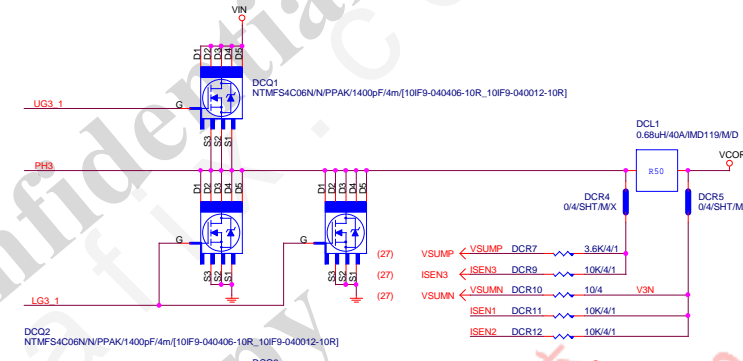 VIN
D1 D2 D3 D4 D5
DCQ1
NTMFS4C06N/N/PPAK/1400pF/4m/[10IF9-040406-10R_10IF9-040012-10R]
UG3_1
G
S3 S2 S1
DCL1
0.68uH/40A/IMD119/M/D
R50
PH3
D1 D2 D3 D4 D5
D1 D2 D3 D4 D5
DCR4
0/4/SHT/M/X
DCR5
0/4/SHT/M
G
G
S3 S2 S1
S3 S2 S1
(27) VSUMP VSUMP DCR7 3.6K/4/1
(27) ISEN3 ISEN3 DCR9 10K/4/1
(27) VSUMN VSUMN DCR10 10/4 V3N
LG3_1
ISEN1 DCR11 10K/4/1
ISEN2 DCR12 10K/4/1
DCQ2
NTMFS4C06N/N/PPAK/1400pF/4m/[10IF9-040406-10R_10IF9-040012-10R]